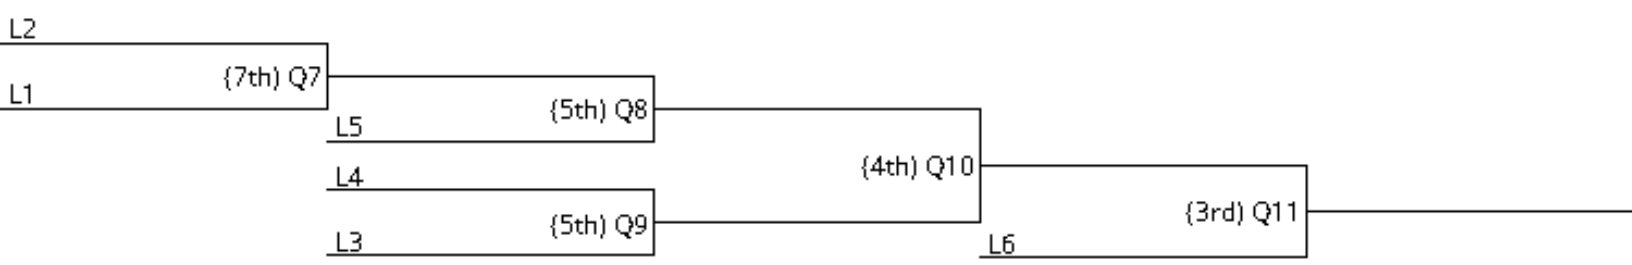 L2
{7th) Q7
L1
{5th) Q8
L5
{4th) Q10
L4
{3rd) Q11
{5th) Q9
L3
L6